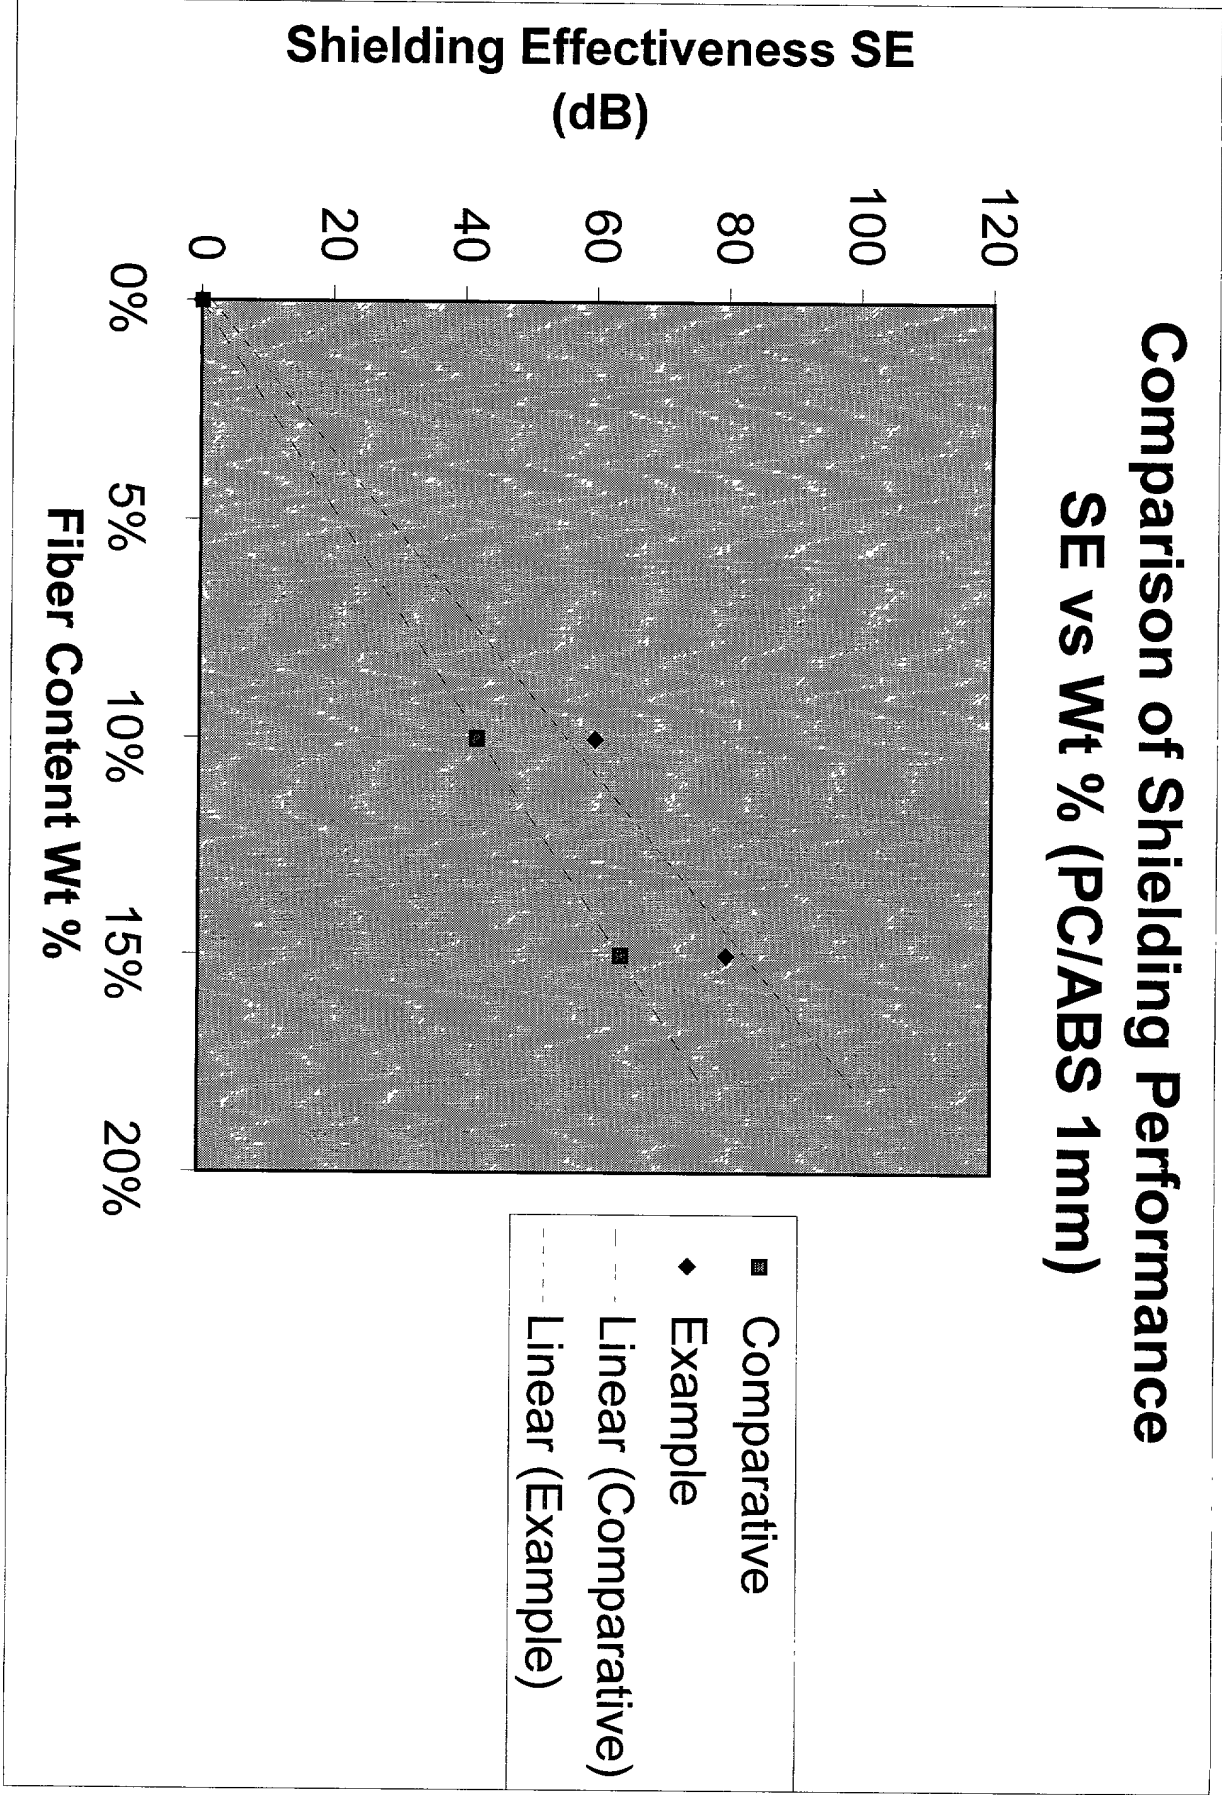 Comparison of Shielding Performance
SE vs Wt % (PC/ABS 1mm)
Shielding Effectiveness SE
(dB)
120
100
80
60
40
20
0
0%
5%
10%
15%
20%
Fiber Content Wt %
Comparative
Example
Linear (Comparative)
Linear (Example)